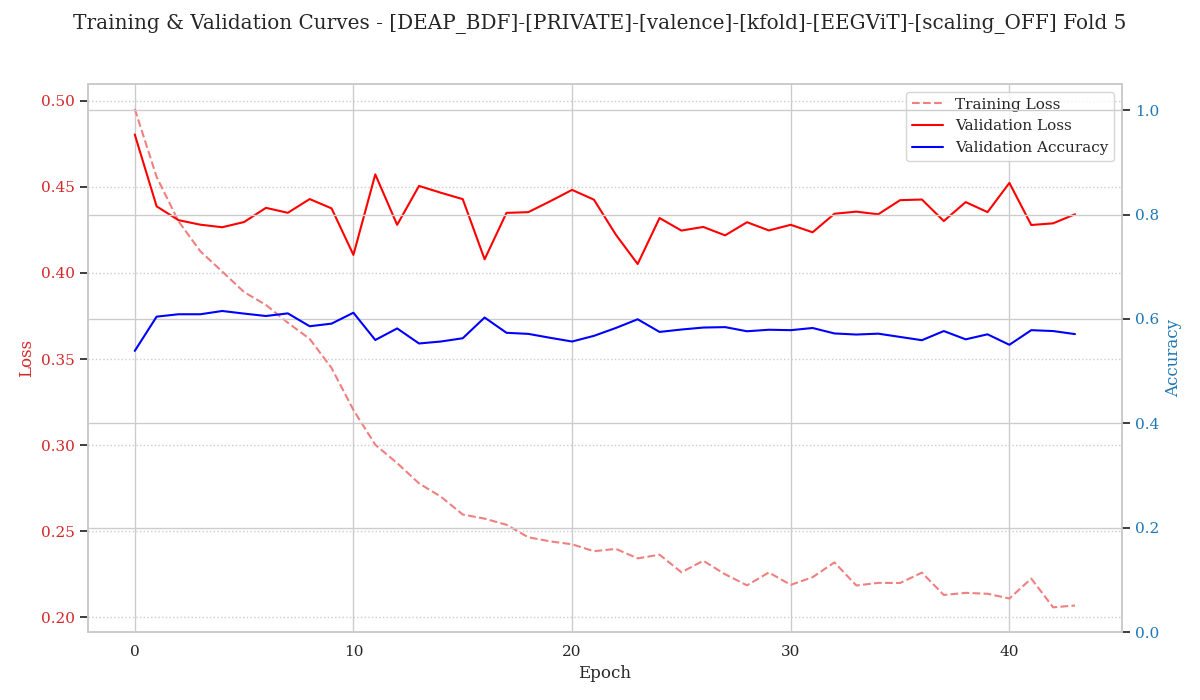 Training & Validation Curves - [DEAP_BDF]-[PRIVATE]-[valence]-[kfold]-[EEGViT]-[scaling_OFF] Fold 5
Training Loss
Validation Loss
Validation Accuracy
0.50
0.45
0.40
0.35
0.30
0.25
0.20
Loss
1.0
0.8
0.6
0.4
0.2
0.0
Accuracy
0
10
20
30
40
Epoch